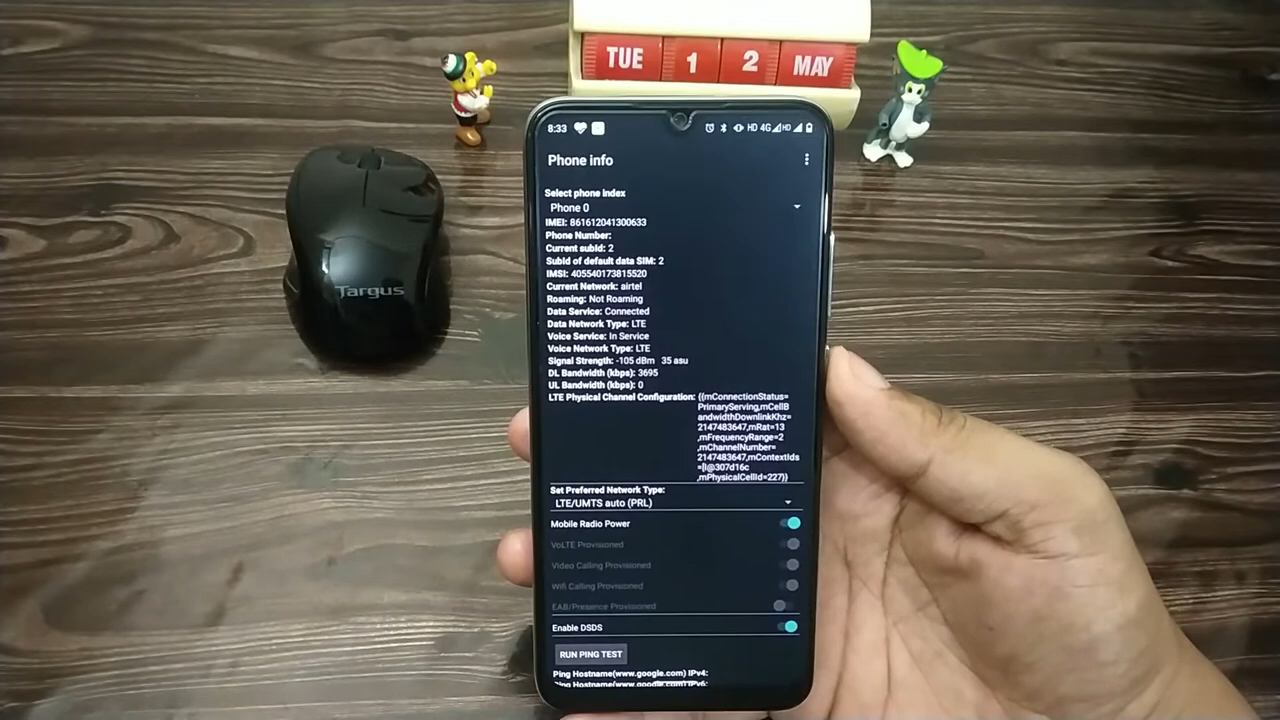 TUE 1 2 MAY
8:33 HD 4G HD
Phone info
Select phone index
Phone 0
IMEI: 861612041300633
Phone Number:
Current subId: 2
SubId of default data SIM: 2
IMSI: 405540173815520
Current Network: airtel
Roaming: Not Roaming
Data Service: Connected
Data Network Type: LTE
Voice Service: In Service
Voice Network Type: LTE
Signal Strength: -105 dBm 35 asu
DL Bandwidth (kbps): 3695
UL Bandwidth (kbps): 0
LTE Physical Channel Configuration: {{mConnectionStatus=
PrimaryServing,mCellB
andwidthDownlinkKhz=
2147483647,mRat=13
,mFrequencyRange=2
,mChannelNumber=
2147483647,mContextIds
=[I@307d16c
,mPhysicalCellId=227}}
Set Preferred Network Type:
LTE/UMTS auto (PRL)
Mobile Radio Power
VoLTE Provisioned
Video Calling Provisioned
Wifi Calling Provisioned
EAB/Presence Provisioned
Enable DSDS
RUN PING TEST
Ping Hostname(www.google.com) IPv4:
Ping Hostname(www.google.com) IPv6:
Targus